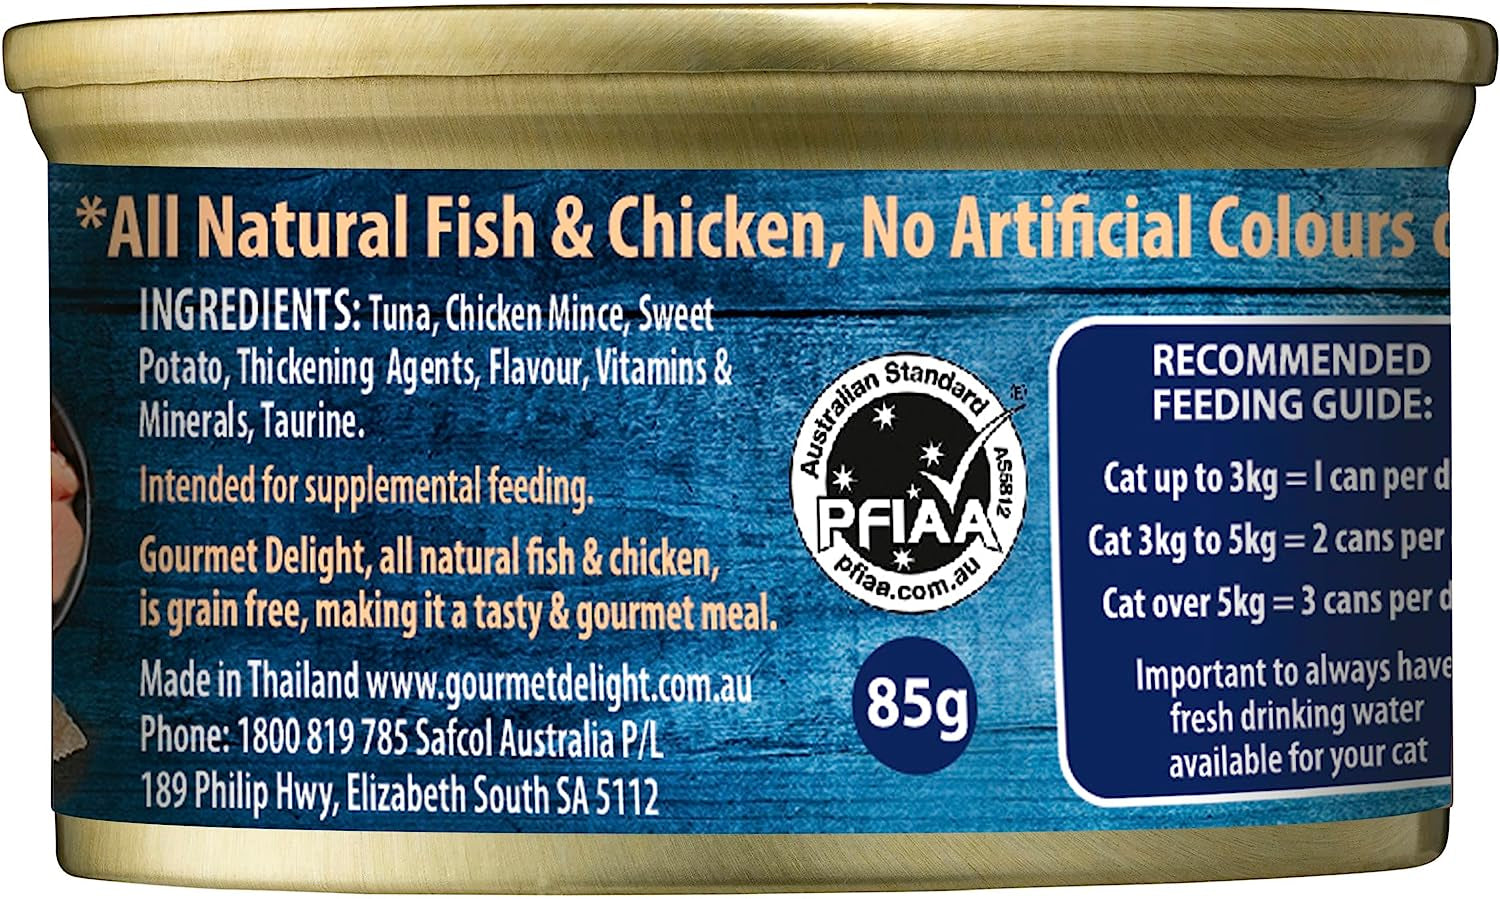 *All Natural Fish & Chicken, No Artificial Colours
INGREDIENTS: Tuna, Chicken Mince, Sweet
Potato, Thickening Agents, Flavour, Vitamins &
Minerals, Taurine.
Intended for supplemental feeding.
Gourmet Delight, all natural fish & chicken,
is grain free, making it a tasty & gourmet meal.
Made in Thailand www.gourmetdelight.com.au
Phone: 1800 819 785 Safcol Australia P/L
189 Philip Hwy, Elizabeth South SA 5112
Australian Standard
AS5812
PFIAA
pfiaa.com.au
85g
RECOMMENDED
FEEDING GUIDE:
Cat up to 3kg = 1 can per d
Cat 3kg to 5kg = 2 cans per
Cat over 5kg = 3 cans per d
Important to always have
fresh drinking water
available for your cat